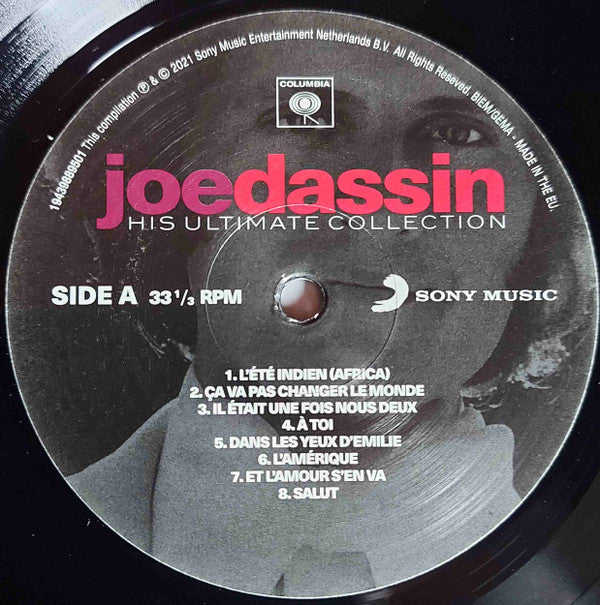 19439888501 This compilation ℗ & © 2021 Sony Music Entertainment Netherlands B.V. All Rights Reseved. BIEM/GEMA - MADE IN THE EU.
COLUMBIA
joedassin
HIS ULTIMATE COLLECTION
SIDE A 33 1/3 RPM
SONY MUSIC
1. L'ÉTÉ INDIEN (AFRICA)
2. ÇA VA PAS CHANGER LE MONDE
3. IL ÉTAIT UNE FOIS NOUS DEUX
4. À TOI
5. DANS LES YEUX D'EMILIE
6. L'AMÉRIQUE
7. ET L'AMOUR S'EN VA
8. SALUT